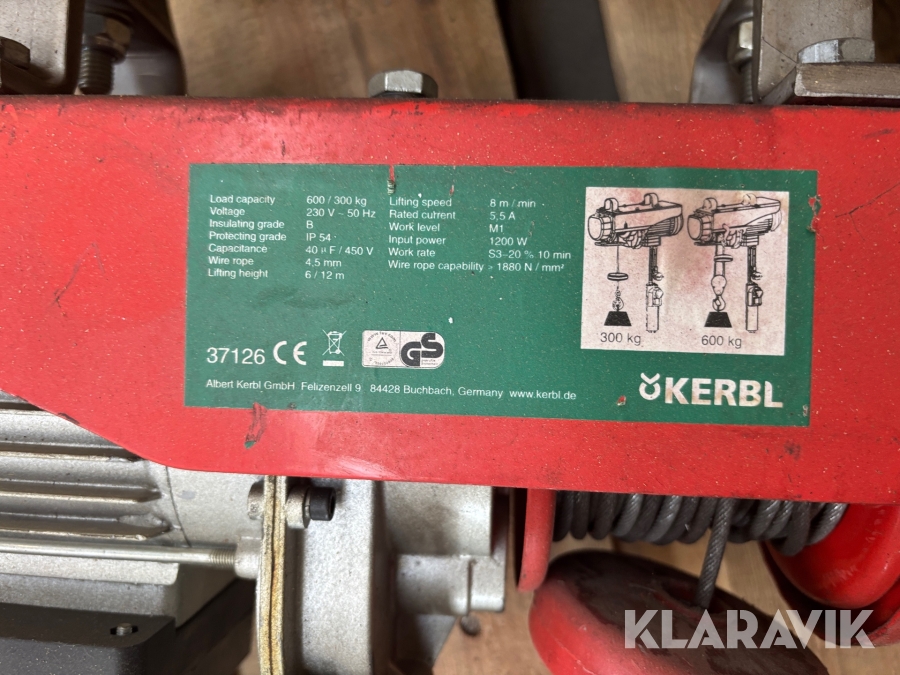 Load capacity 600 / 300 kg
Voltage 230 V ~ 50 Hz
Insulating grade B
Protecting grade IP 54
Capacitance 40 µF / 450 V
Wire rope 4,5 mm
Lifting height 6 / 12 m
Lifting speed 8 m / min
Rated current 5,5 A
Work level M1
Input power 1200 W
Work rate S3-20 % 10 min
Wire rope capability > 1880 N / mm²
300 kg
600 kg
37126 CE
GS
Albert Kerbl GmbH Felizenzell 9 84428 Buchbach, Germany www.kerbl.de
KERBL
KLARAVIK